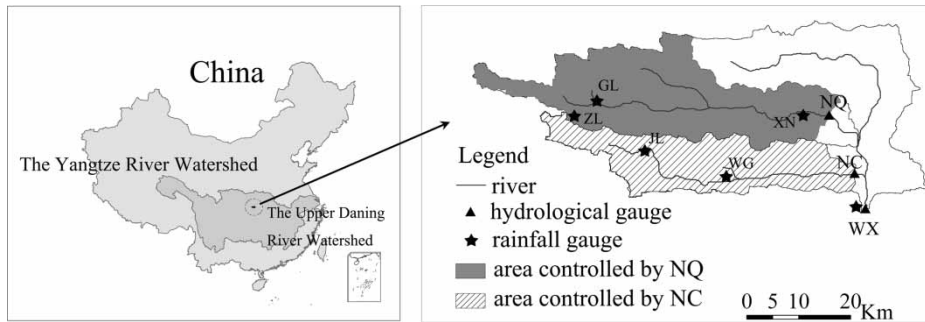 China
The Yangtze River Watershed
The Upper Daning
River Watershed
GL
ZL
XN
NQ
JL
WG
NC
WX
Legend
river
hydrological gauge
rainfall gauge
area controlled by NQ
area controlled by NC
0 5 10 20
Km